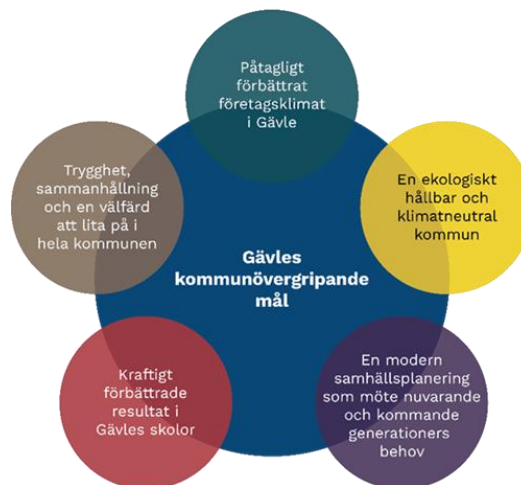 Påtagligt
förbättrat
företagsklimat
i Gävle
Trygghet,
sammanhållning
och en välfärd
att lita på i
hela kommunen
En ekologiskt
hållbar och
klimatneutral
kommun
Gävles
kommunövergripande
mål
Kraftigt
förbättrade
resultat i
Gävles skolor
En modern
samhällsplanering
som möte nuvarande
och kommande
generationers
behov